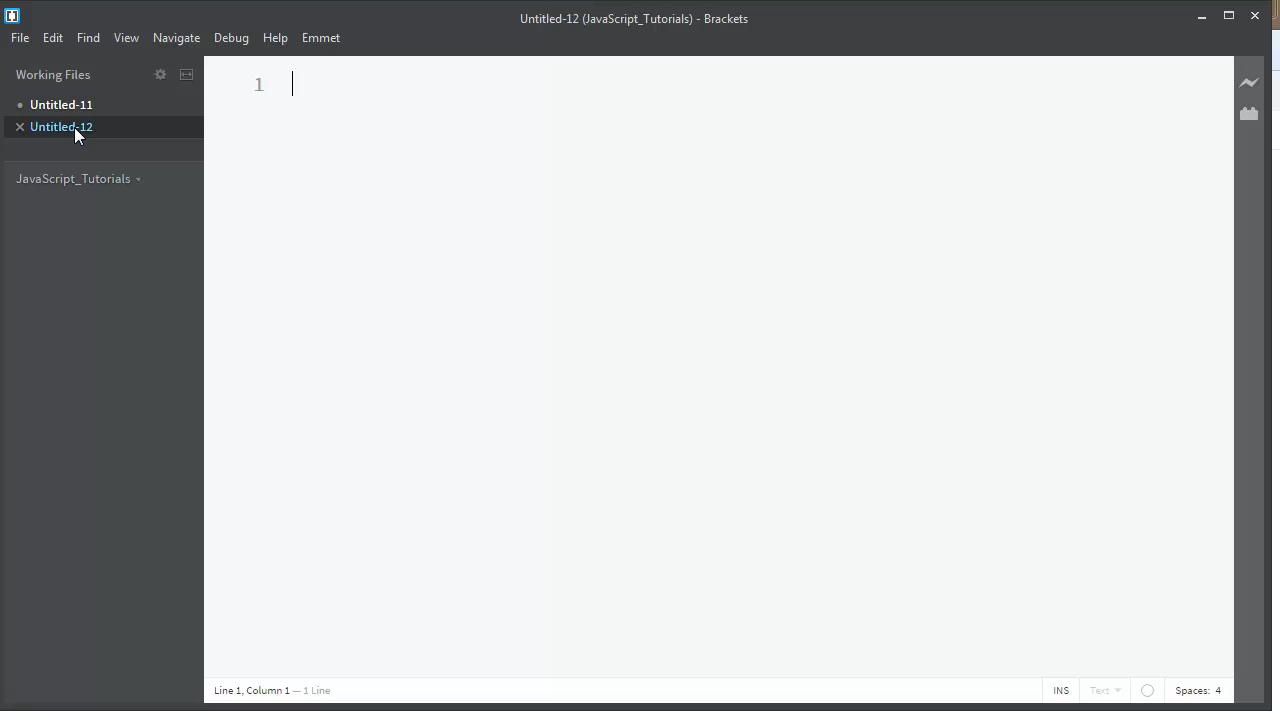 Untitled-12 (JavaScript_Tutorials) - Brackets
File Edit Find View Navigate Debug Help Emmet
Working Files
Untitled-11
Untitled-12
JavaScript_Tutorials
1
Line 1, Column 1 — 1 Line
INS Text Spaces: 4